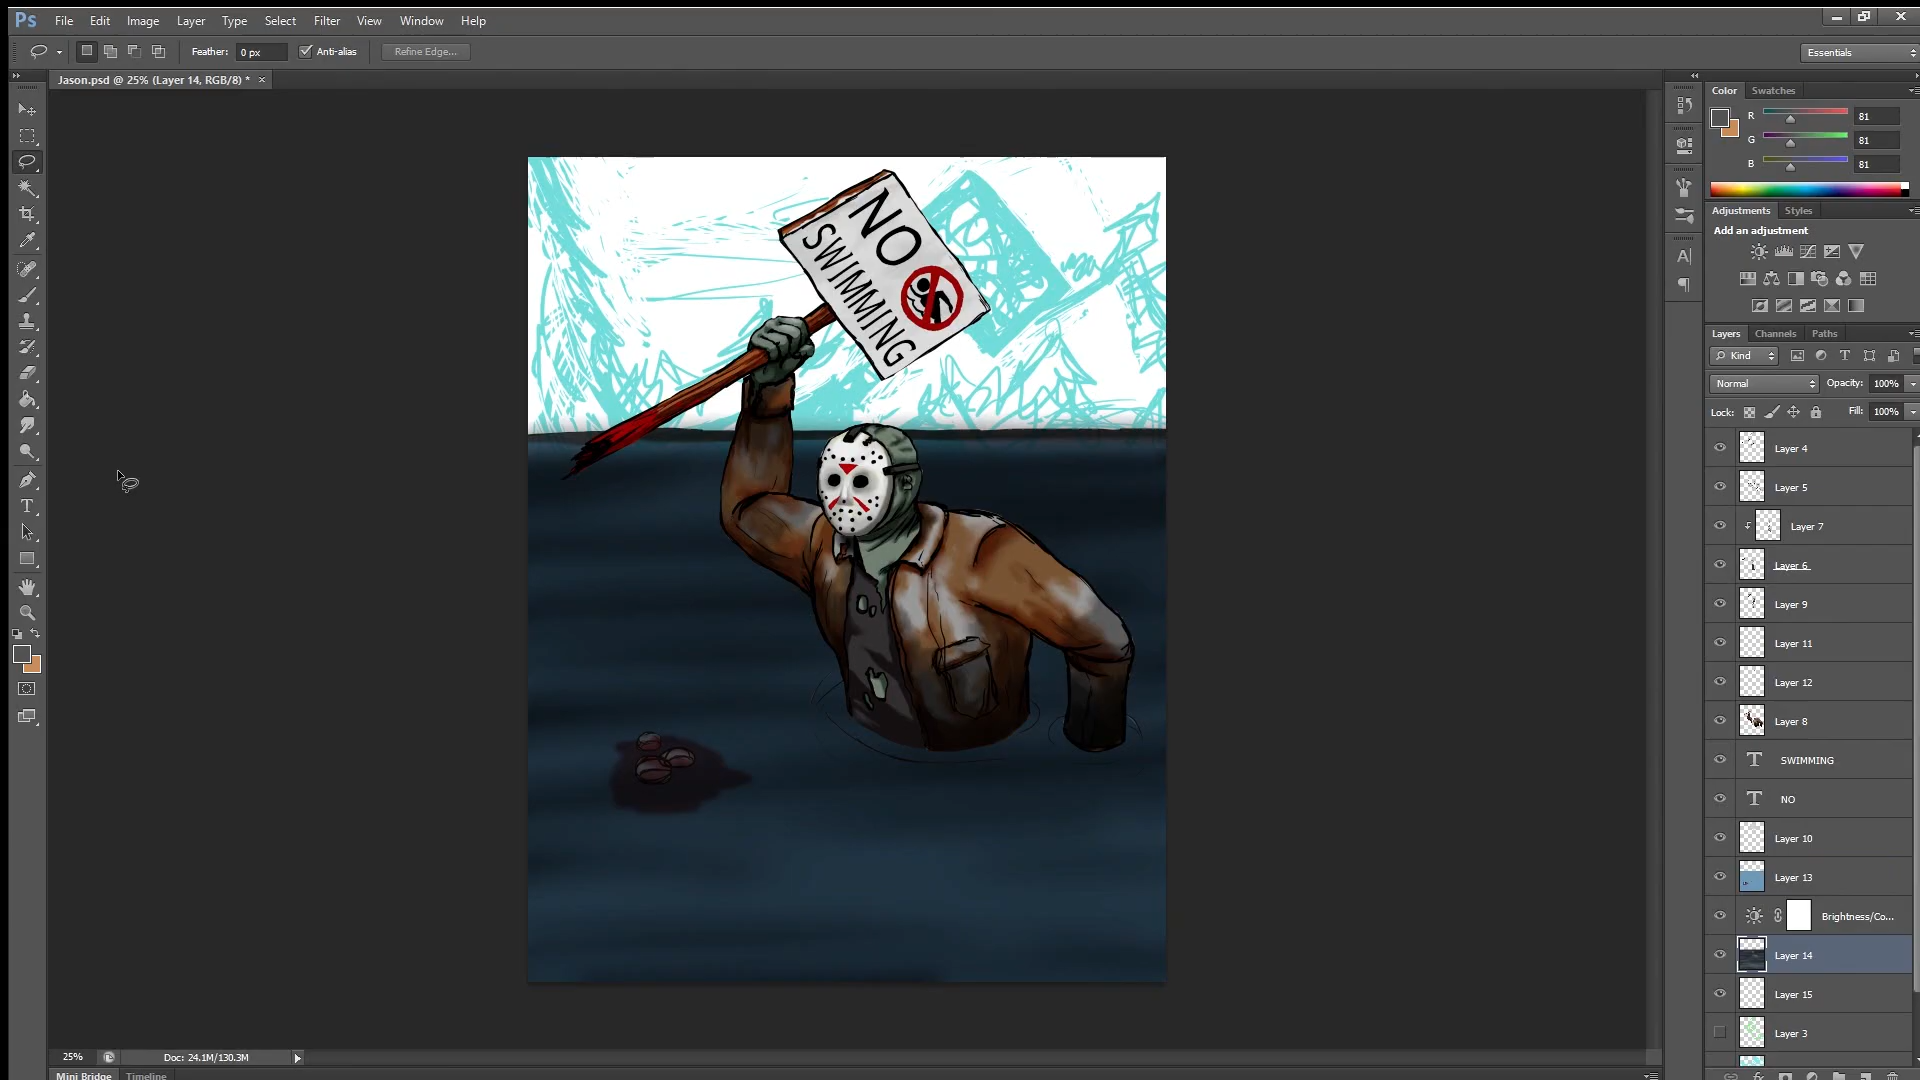 Ps File Edit Image Layer Type Select Filter View Window Help
Feather: 0 px Anti-alias Refine Edge... Essentials
Jason.psd @ 25% (Layer 14, RGB/8) *
Color Swatches
R 81
G 81
B 81
Adjustments Styles
Add an adjustment
Layers Channels Paths
Kind
Normal Opacity: 100%
Lock: Fill: 100%
Layer 4
Layer 5
Layer 7
Layer 6
Layer 9
Layer 11
Layer 12
Layer 8
T SWIMMING
T NO
Layer 10
Layer 13
Brightness/Co...
Layer 14
Layer 15
Layer 3
NO
SWIMMING
25% Doc: 24.1M/130.3M
Mini Bridge Timeline